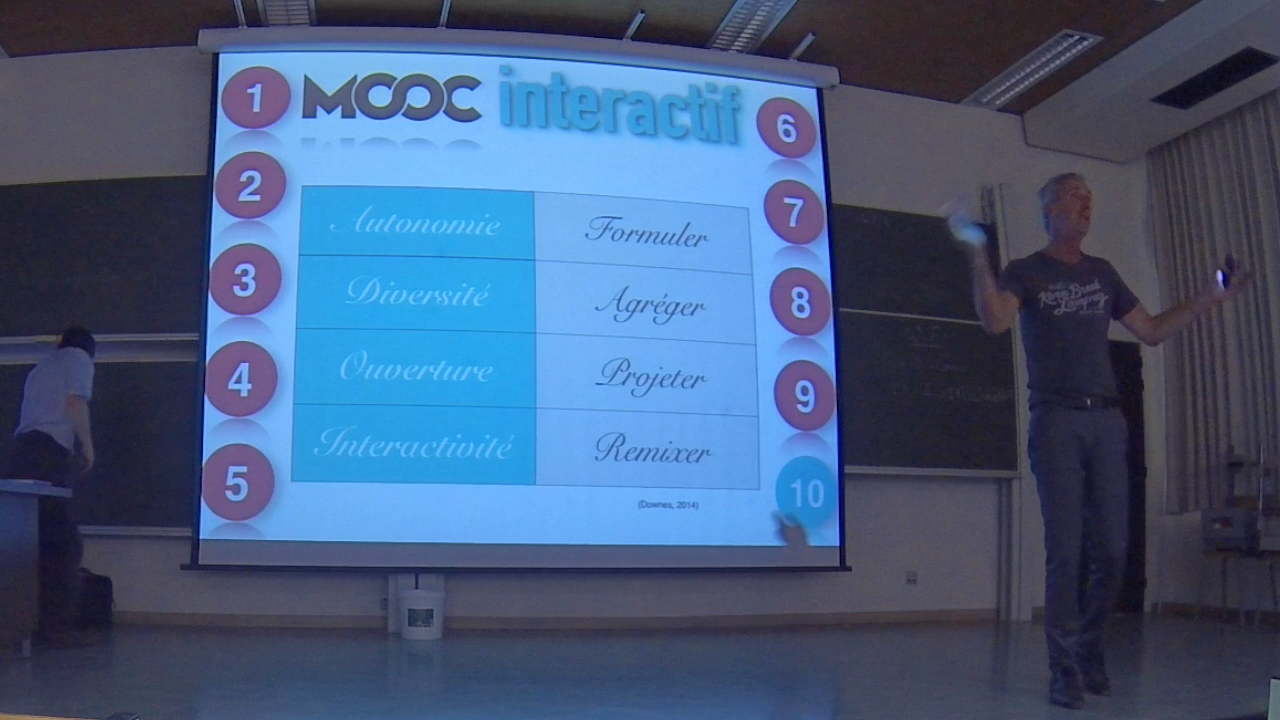 MOOC interactif
1
2
3
4
5
6
7
8
9
10
Autonomie Formuler
Diversité Agréger
Ouverture Projeter
Interactivité Remixer
(Downes, 2014)